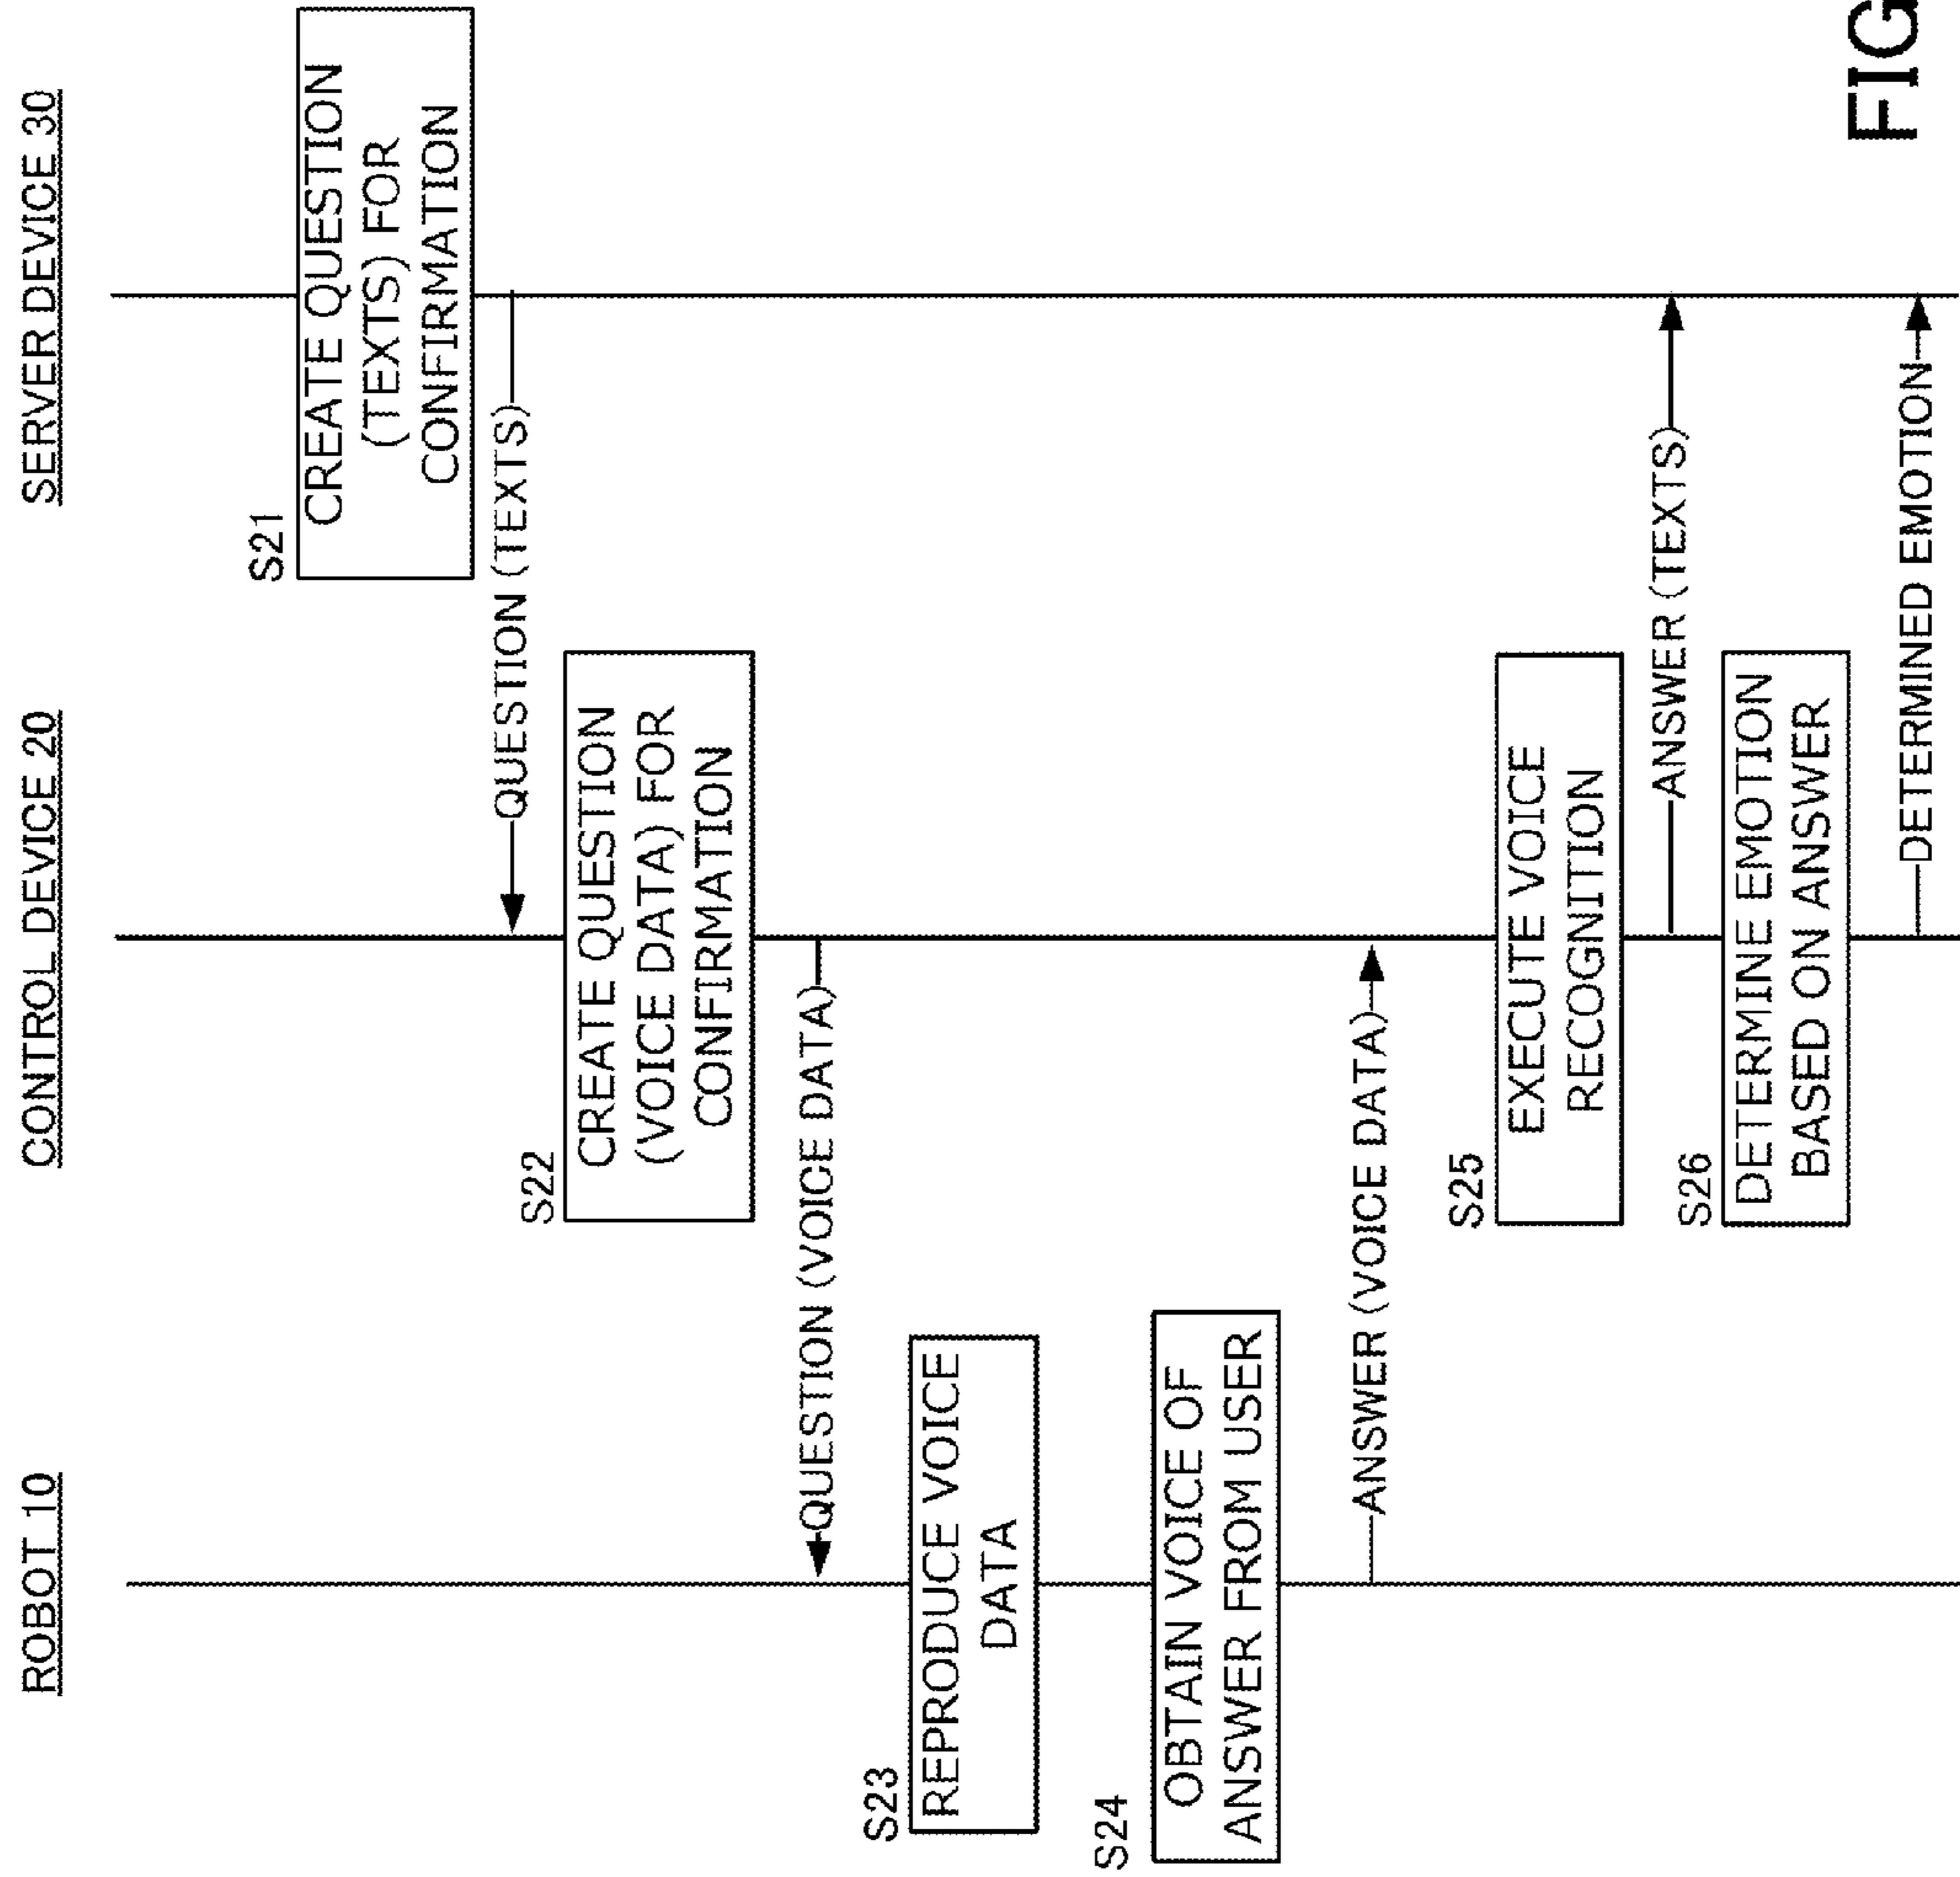 ROBOT 10
CONTROL DEVICE 20
SERVER DEVICE 30
S21
CREATE QUESTION
(TEXTS) FOR
CONFIRMATION
QUESTION (TEXTS)
S22
CREATE QUESTION
(VOICE DATA) FOR
CONFIRMATION
QUESTION (VOICE DATA)
S23
REPRODUCE VOICE
DATA
S24
OBTAIN VOICE OF
ANSWER FROM USER
ANSWER (VOICE DATA)
S25
EXECUTE VOICE
RECOGNITION
ANSWER (TEXTS)
S26
DETERMINE EMOTION
BASED ON ANSWER
DETERMINED EMOTION
FIG